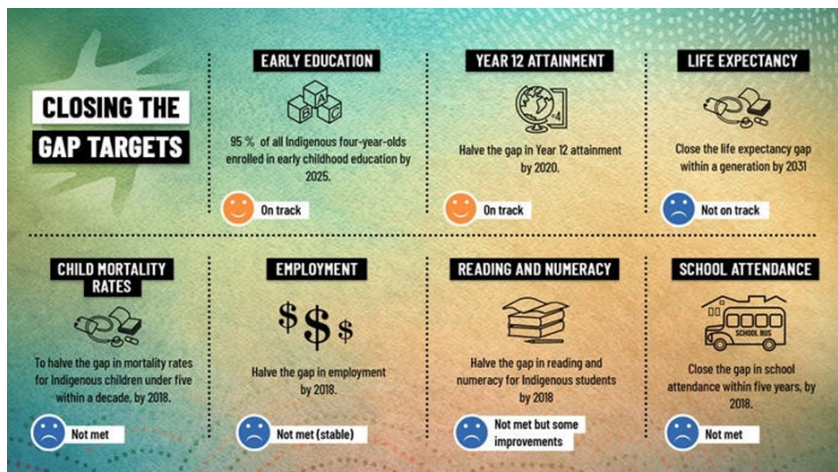 CLOSING THE
GAP TARGETS
EARLY EDUCATION
A
B C
95 % of all Indigenous four-year-olds
enrolled in early childhood education by
2025.
On track
YEAR 12 ATTAINMENT
Halve the gap in Year 12 attainment
by 2020.
On track
LIFE EXPECTANCY
Close the life expectancy gap
within a generation by 2031
Not on track
CHILD MORTALITY
RATES
To halve the gap in mortality rates
for Indigenous children under five
within a decade, by 2018.
Not met
EMPLOYMENT
$ $ $
Halve the gap in employment
by 2018.
Not met (stable)
READING AND NUMERACY
Halve the gap in reading and
numeracy for Indigenous students
by 2018
Not met but some
improvements
SCHOOL ATTENDANCE
SCHOOL BUS
Close the gap in school
attendance within five years, by
2018.
Not met